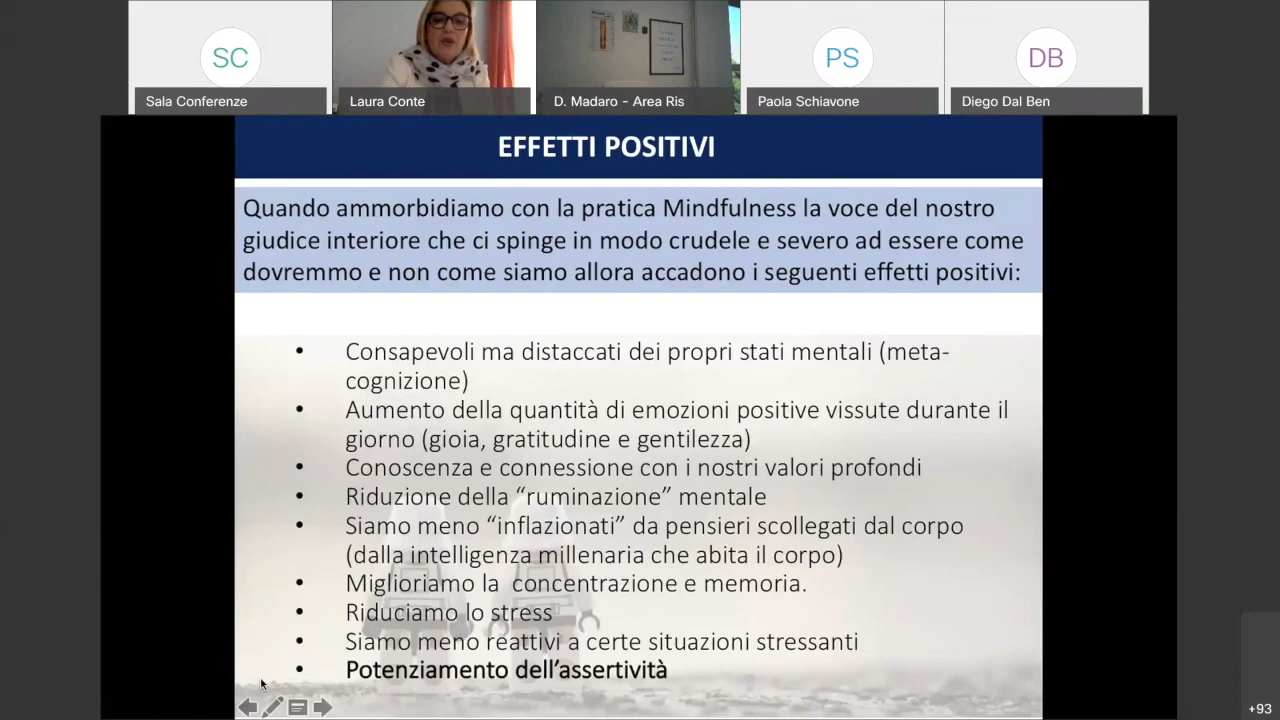 SC
PS
DB
Sala Conferenze
Laura Conte
D. Madaro - Area Ris
Paola Schiavone
Diego Dal Ben
EFFETTI POSITIVI
Quando ammorbidiamo con la pratica Mindfulness la voce del nostro
giudice interiore che ci spinge in modo crudele e severo ad essere come
dovremmo e non come siamo allora accadono i seguenti effetti positivi:
• Consapevoli ma distaccati dei propri stati mentali (meta-
cognizione)
• Aumento della quantità di emozioni positive vissute durante il
giorno (gioia, gratitudine e gentilezza)
• Conoscenza e connessione con i nostri valori profondi
• Riduzione della “ruminazione” mentale
• Siamo meno “inflazionati” da pensieri scollegati dal corpo
(dalla intelligenza millenaria che abita il corpo)
• Miglioriamo la  concentrazione e memoria.
• Riduciamo lo stress
• Siamo meno reattivi a certe situazioni stressanti
• Potenziamento dell’assertività
+93